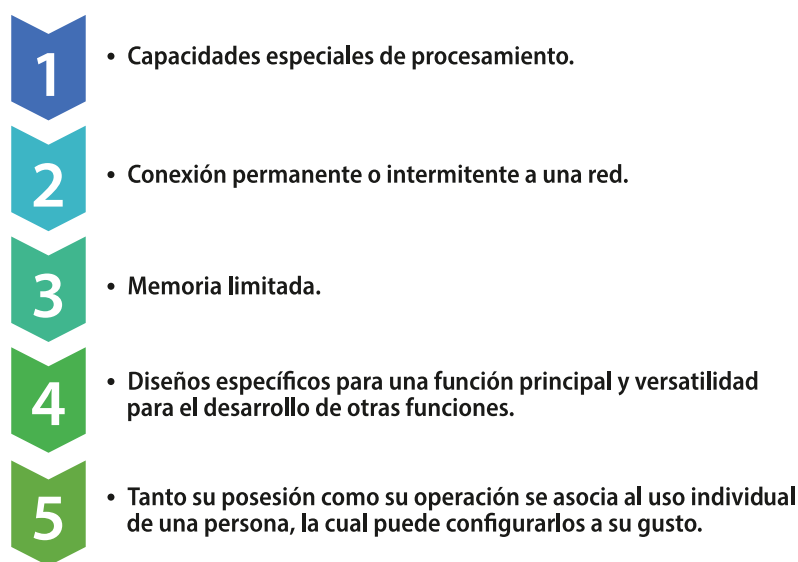 1 • Capacidades especiales de procesamiento.
2 • Conexión permanente o intermitente a una red.
3 • Memoria limitada.
4 • Diseños específicos para una función principal y versatilidad
para el desarrollo de otras funciones.
5 • Tanto su posesión como su operación se asocia al uso individual
de una persona, la cual puede configurarlos a su gusto.